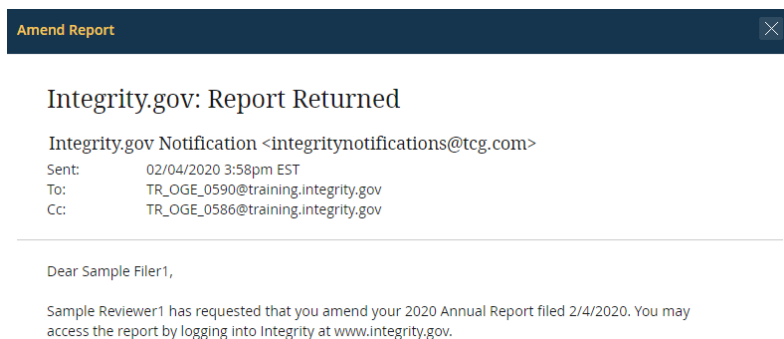 Amend Report
Integrity.gov: Report Returned
Integrity.gov Notification <integritynotifications@tcg.com>
Sent: 02/04/2020 3:58pm EST
To: TR_OGE_0590@training.integrity.gov
Cc: TR_OGE_0586@training.integrity.gov
Dear Sample Filer1,
Sample Reviewer1 has requested that you amend your 2020 Annual Report filed 2/4/2020. You may
access the report by logging into Integrity at www.integrity.gov.